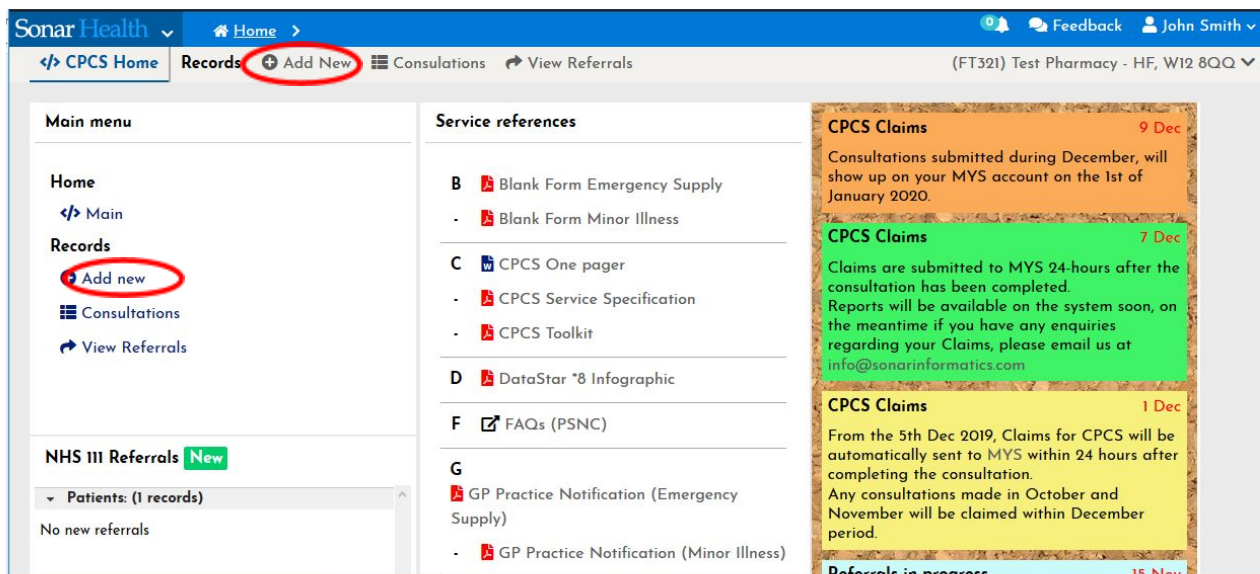 Sonar Health
Home
0
Feedback
John Smith
</> CPCS Home
Records
Add New
Consulations
View Referrals
(FT321) Test Pharmacy - HF, W12 8QQ
Main menu
Home
</> Main
Records
Add new
Consultations
View Referrals
NHS 111 Referrals New
Patients: (1 records)
No new referrals
Service references
B Blank Form Emergency Supply
- Blank Form Minor Illness
C CPCS One pager
- CPCS Service Specification
- CPCS Toolkit
D DataStar *8 Infographic
F FAQs (PSNC)
G
GP Practice Notification (Emergency
Supply)
- GP Practice Notification (Minor Illness)
CPCS Claims 9 Dec
Consultations submitted during December, will
show up on your MYS account on the 1st of
January 2020.
CPCS Claims 7 Dec
Claims are submitted to MYS 24-hours after the
consultation has been completed.
Reports will be available on the system soon, on
the meantime if you have any enquiries
regarding your Claims, please email us at
info@sonarinformatics.com
CPCS Claims 1 Dec
From the 5th Dec 2019, Claims for CPCS will be
automatically sent to MYS within 24 hours after
completing the consultation.
Any consultations made in October and
November will be claimed within December
period.
Referrals in progress 15 Nov